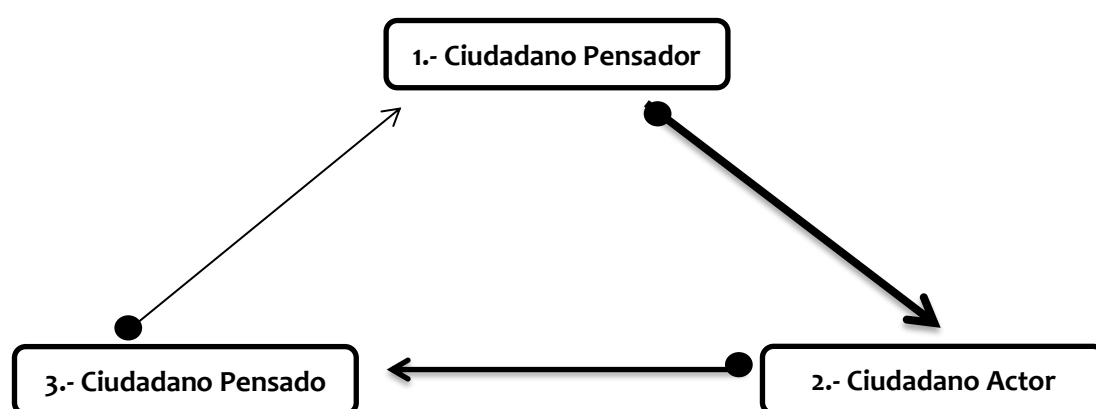 1.- Ciudadano Pensador
3.- Ciudadano Pensado
2.- Ciudadano Actor